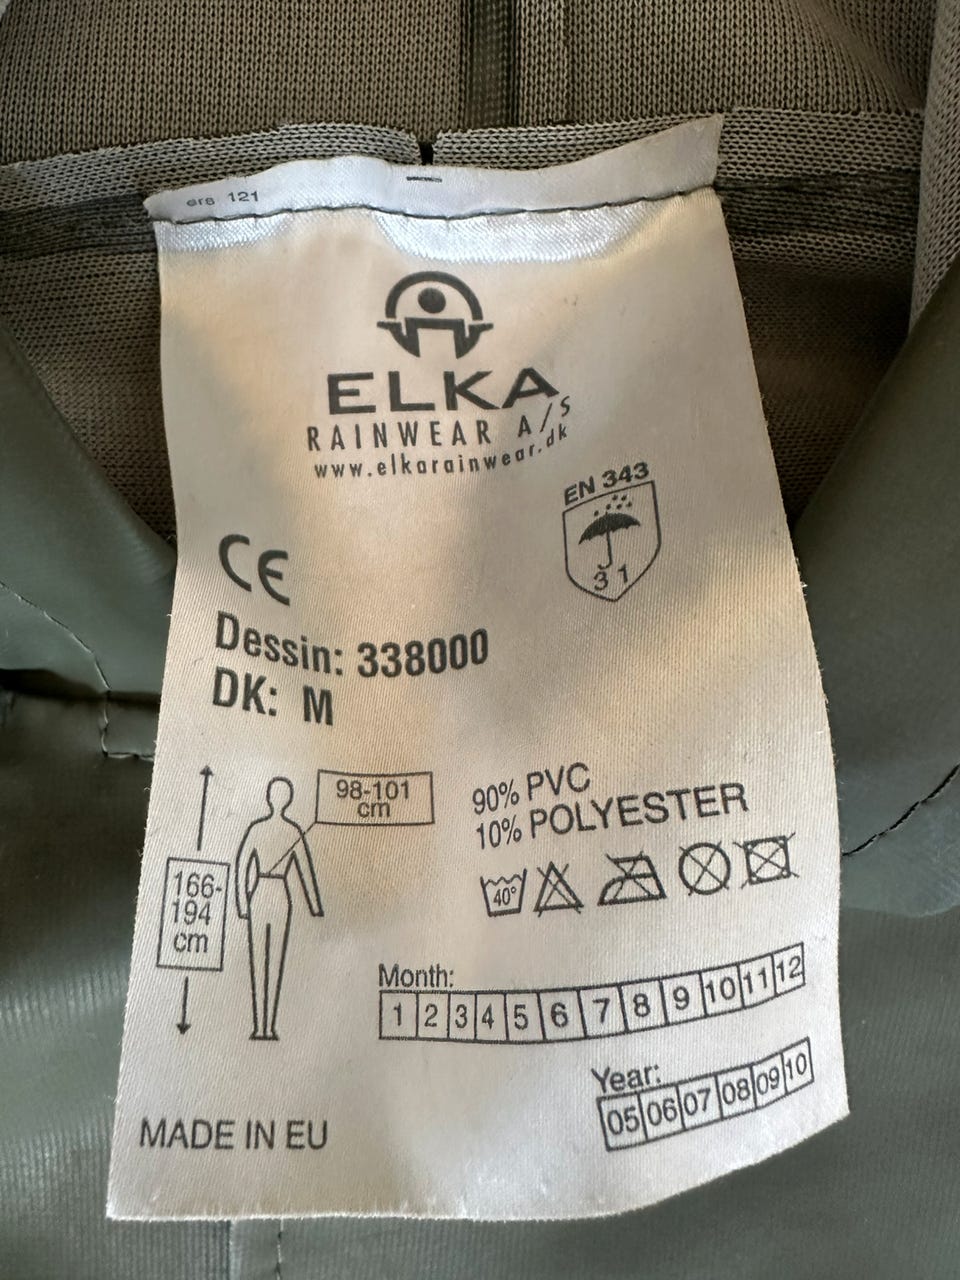 ers 121
ELKA
RAINWEAR A/S
www.elkarainwear.dk
EN 343
3 1
CE
Dessin: 338000
DK: M
98-101
cm
166-
194
cm
90% PVC
10% POLYESTER
40°
Month:
1 2 3 4 5 6 7 8 9 10 11 12
Year:
05 06 07 08 09 10
MADE IN EU